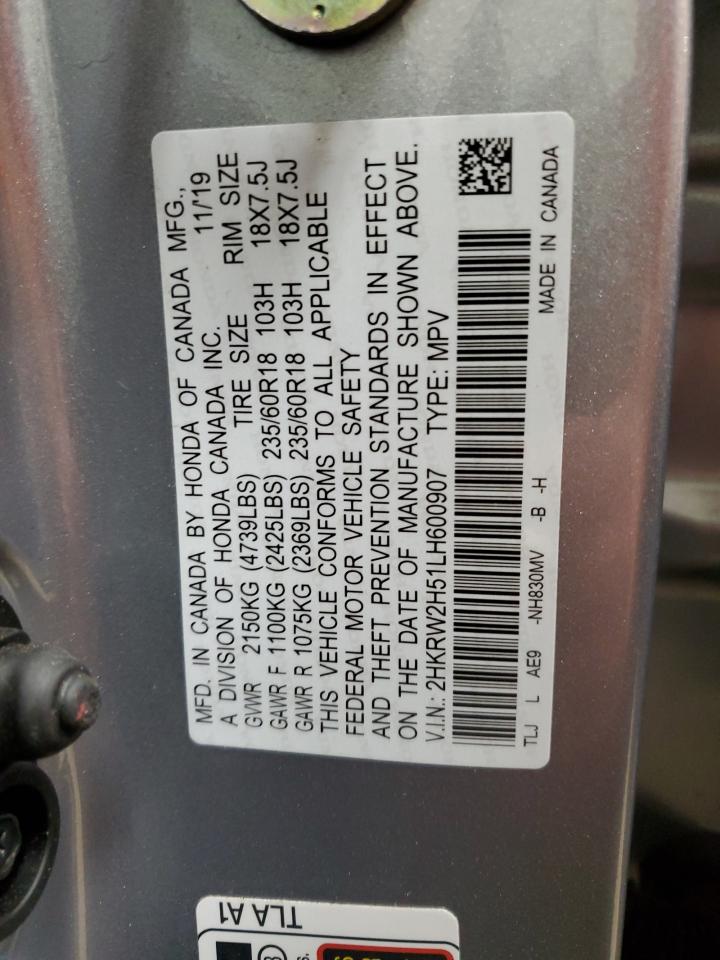 MFD. IN CANADA BY HONDA OF CANADA MFG.,
A DIVISION OF HONDA CANADA INC. 11/19
GVWR 2150KG (4739LBS) TIRE SIZE RIM SIZE
GAWR F 1100KG (2425LBS) 235/60R18 103H 18X7.5J
GAWR R 1075KG (2369LBS) 235/60R18 103H 18X7.5J
THIS VEHICLE CONFORMS TO ALL APPLICABLE
FEDERAL MOTOR VEHICLE SAFETY
AND THEFT PREVENTION STANDARDS IN EFFECT
ON THE DATE OF MANUFACTURE SHOWN ABOVE.
V.I.N.: 2HKRW2H51LH600907 TYPE: MPV
TLJ L AE9 -NH830MV -B -H
MADE IN CANADA
TLA A1